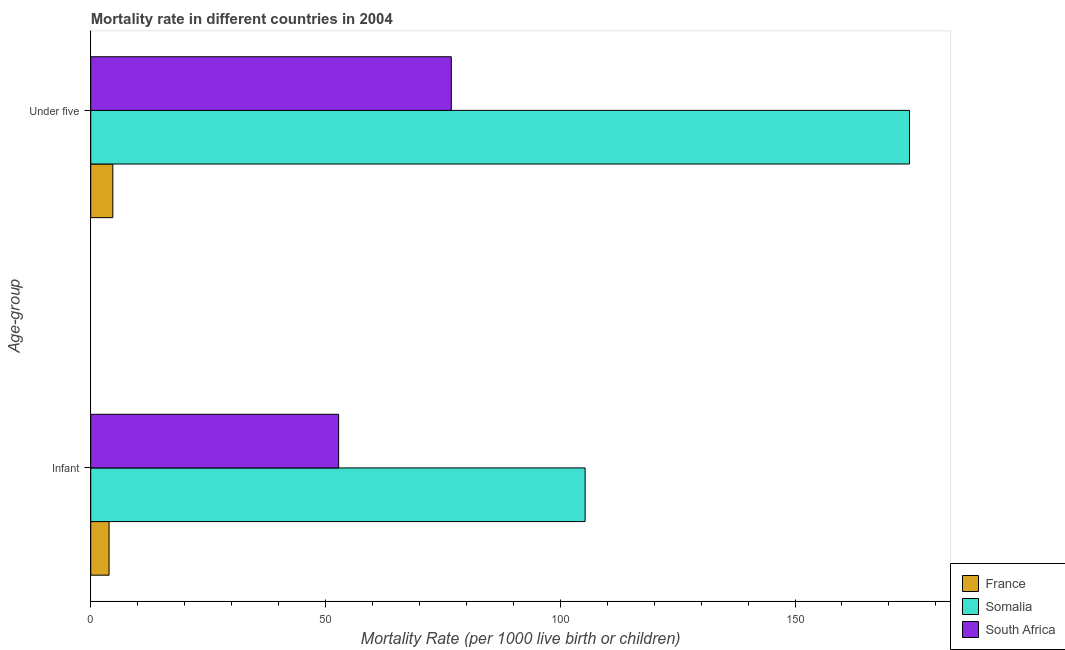 Mortality rate in different countries in 2004
Under five
Infant
Age-group
0
50
100
150
Mortality Rate (per 1000 live birth or children)
France
Somalia
South Africa